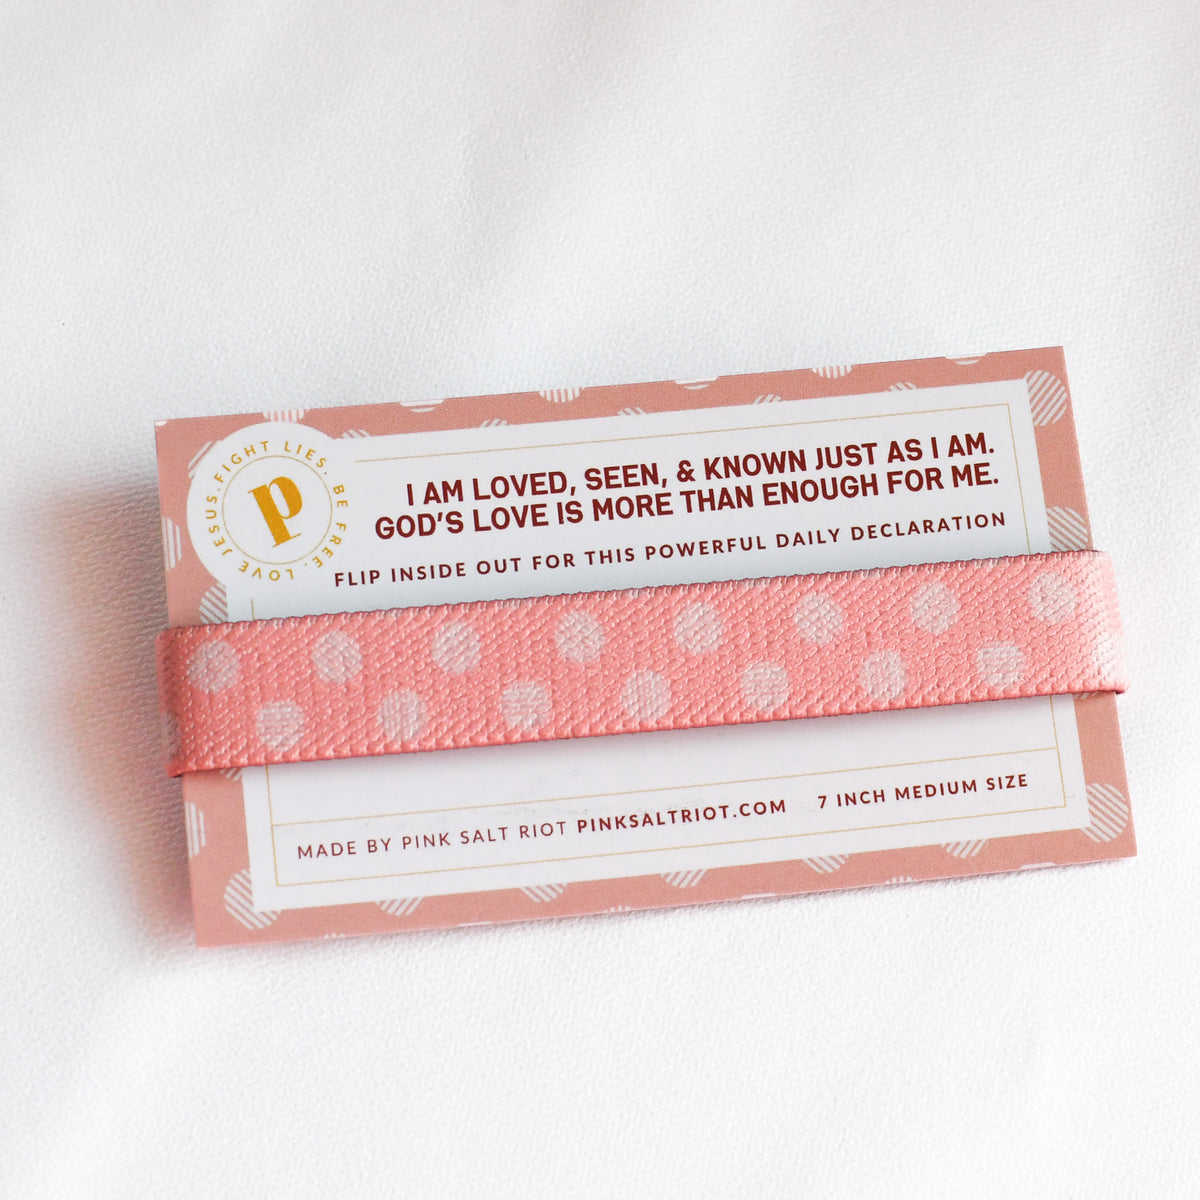 LOVE JESUS. FIGHT LIES. BE FREE.
p
I AM LOVED, SEEN, & KNOWN JUST AS I AM.
GOD'S LOVE IS MORE THAN ENOUGH FOR ME.
FLIP INSIDE OUT FOR THIS POWERFUL DAILY DECLARATION
MADE BY PINK SALT RIOT PINKSALTRIOT.COM 7 INCH MEDIUM SIZE